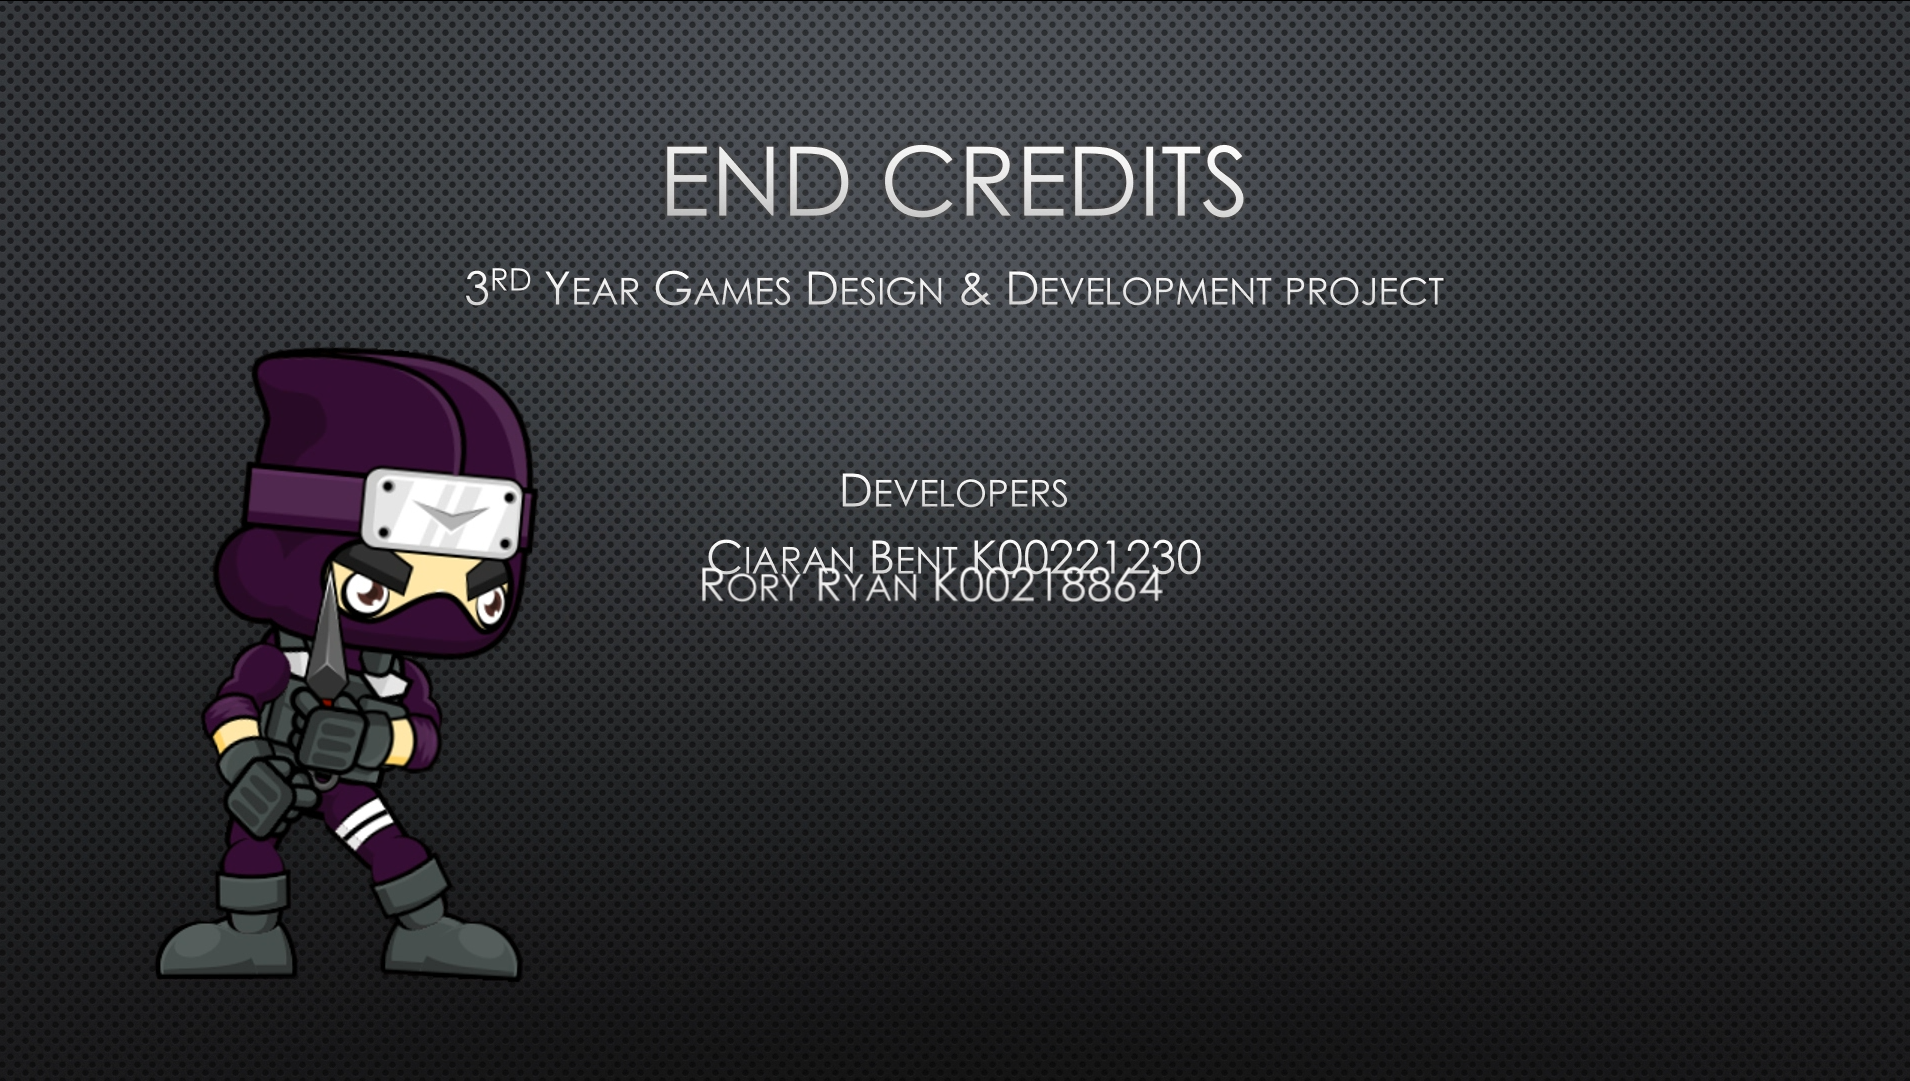 END CREDITS
3RD YEAR GAMES DESIGN & DEVELOPMENT PROJECT
DEVELOPERS
CIARAN BENT K00221230
RORY RYAN K00218864